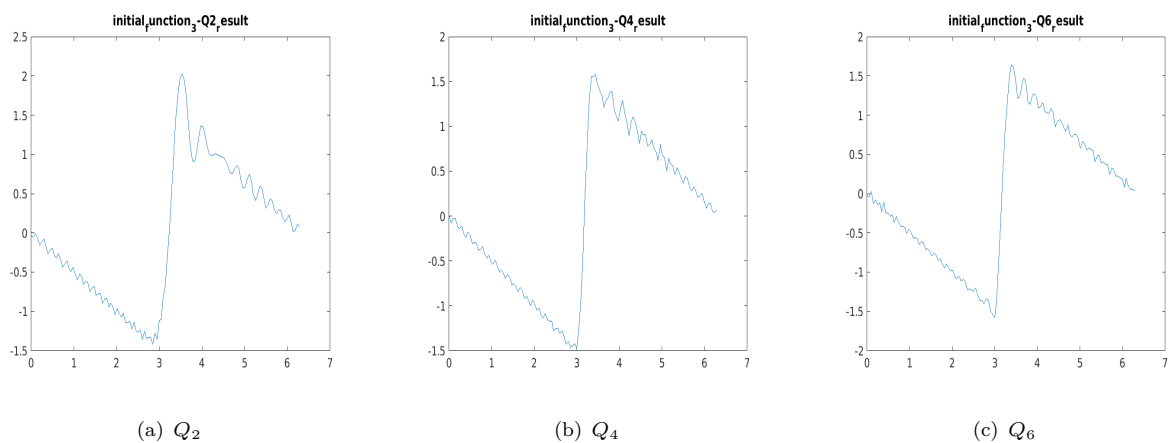 initial_function_3-Q2_result
2.5
2
1.5
1
0.5
0
-0.5
-1
-1.5
0 1 2 3 4 5 6 7
(a) Q_2
initial_function_3-Q4_result
2
1.5
1
0.5
0
-0.5
-1
-1.5
0 1 2 3 4 5 6 7
(b) Q_4
initial_function_3-Q6_result
2
1.5
1
0.5
0
-0.5
-1
-1.5
-2
0 1 2 3 4 5 6 7
(c) Q_6